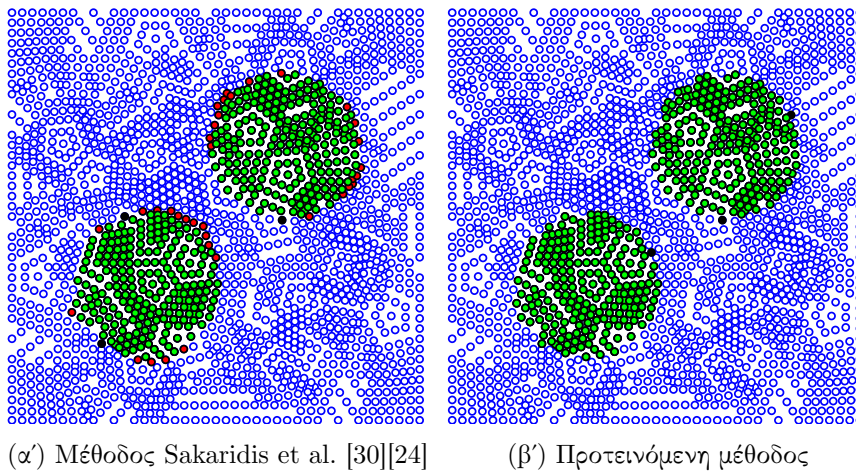 (α΄) Μέθοδος Sakaridis et al. [30][24]
(β΄) Προτεινόμενη μέθοδος